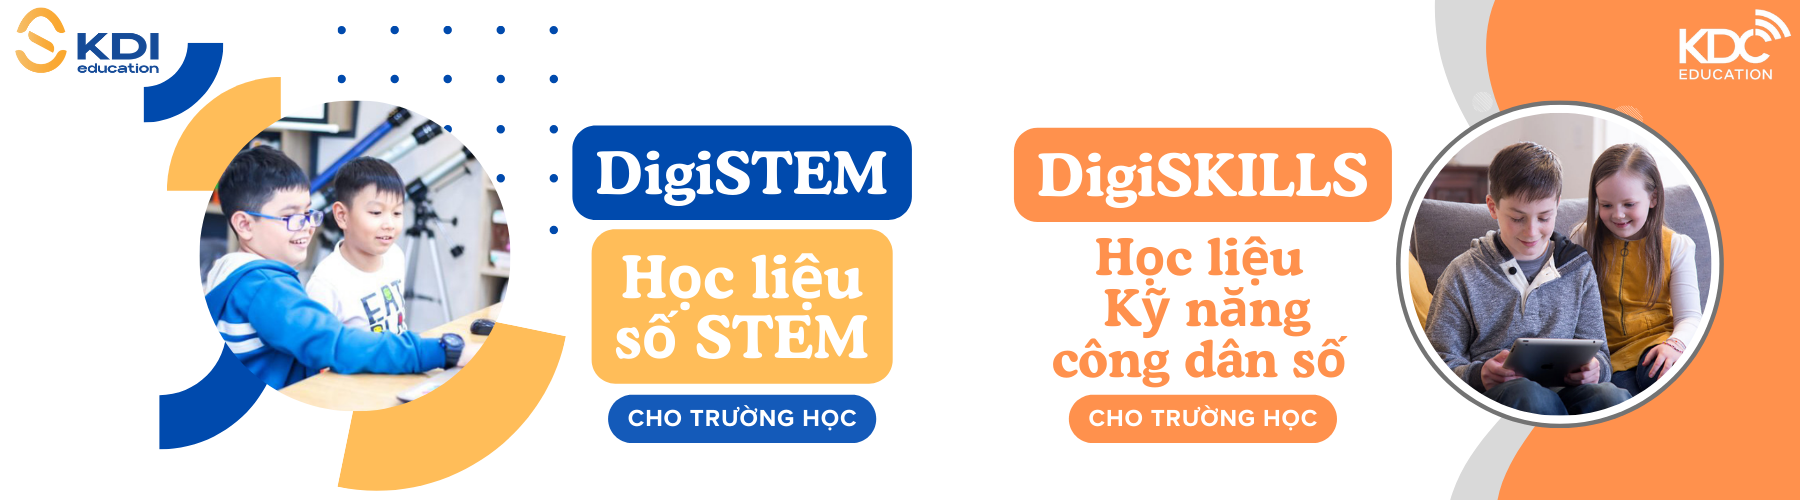 KDI
education
DigiSTEM
Học liệu
số STEM
CHO TRƯỜNG HỌC
DigiSKILLS
Học liệu
Kỹ năng
công dân số
CHO TRƯỜNG HỌC
KDC
EDUCATION
EAT